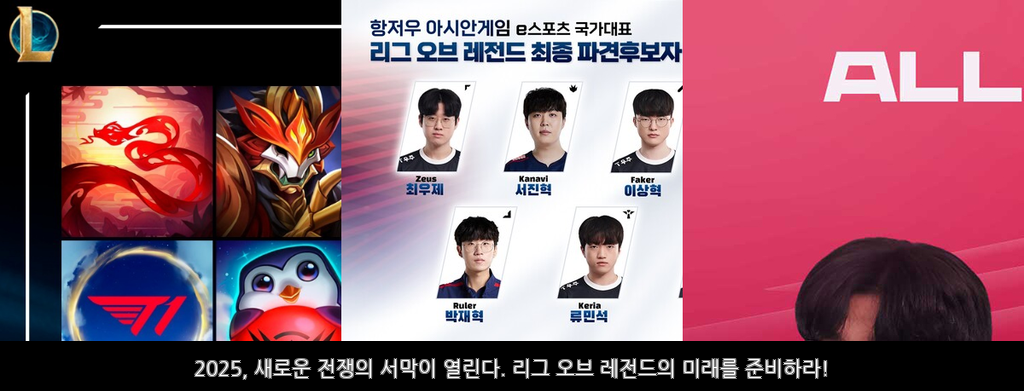 항저우 아시안게임 e스포츠 국가대표
리그 오브 레전드 최종 파견후보자
Zeus
최우제
Kanavi
서진혁
Faker
이상혁
Ruler
박재혁
Keria
류민석
T1
ALL
2025, 새로운 전쟁의 서막이 열린다. 리그 오브 레전드의 미래를 준비하라!